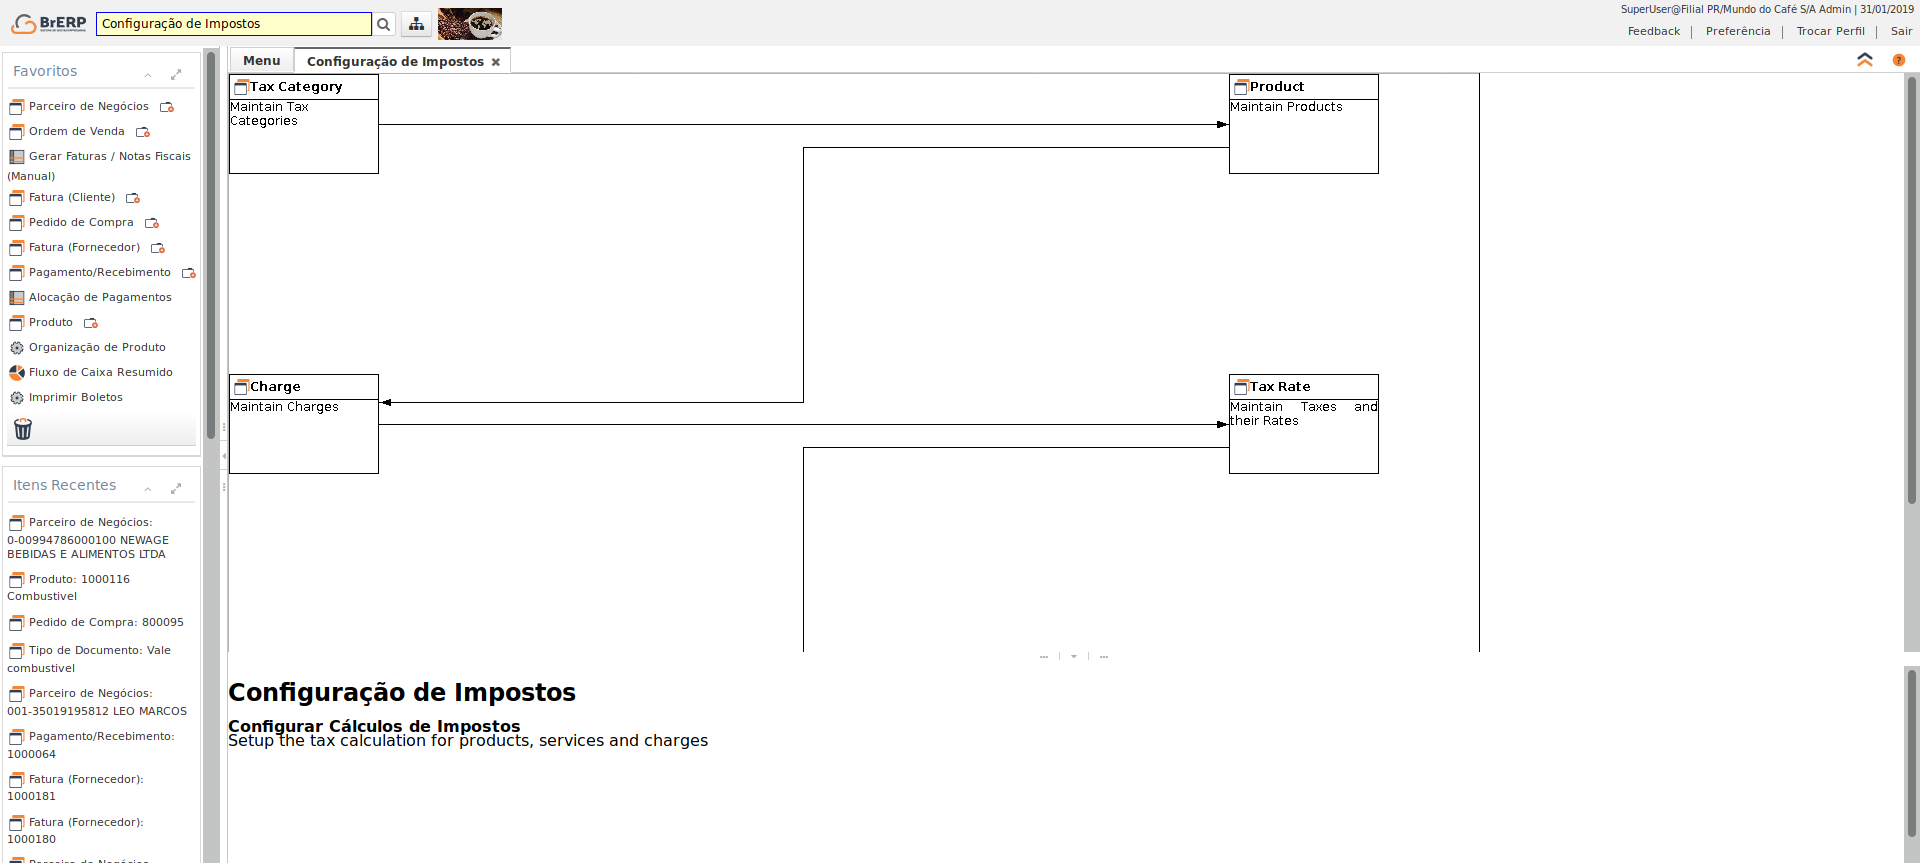 BrERP
Configuração de Impostos
SuperUser@Filial PR/Mundo do Café S/A Admin | 31/01/2019
Feedback | Preferência | Trocar Perfil | Sair
Favoritos
Parceiro de Negócios
Ordem de Venda
Gerar Faturas / Notas Fiscais
(Manual)
Fatura (Cliente)
Pedido de Compra
Fatura (Fornecedor)
Pagamento/Recebimento
Alocação de Pagamentos
Produto
Organização de Produto
Fluxo de Caixa Resumido
Imprimir Boletos
Itens Recentes
Parceiro de Negócios:
0-00994786000100 NEWAGE
BEBIDAS E ALIMENTOS LTDA
Produto: 1000116
Combustivel
Pedido de Compra: 800095
Tipo de Documento: Vale
combustivel
Parceiro de Negócios:
001-35019195812 LEO MARCOS
Pagamento/Recebimento:
1000064
Fatura (Fornecedor):
1000181
Fatura (Fornecedor):
1000180
Parceiro de Negócios
Menu
Configuração de Impostos
Tax Category
Maintain Tax
Categories
Product
Maintain Products
Charge
Maintain Charges
Tax Rate
Maintain Taxes and
their Rates
Configuração de Impostos
Configurar Cálculos de Impostos
Setup the tax calculation for products, services and charges